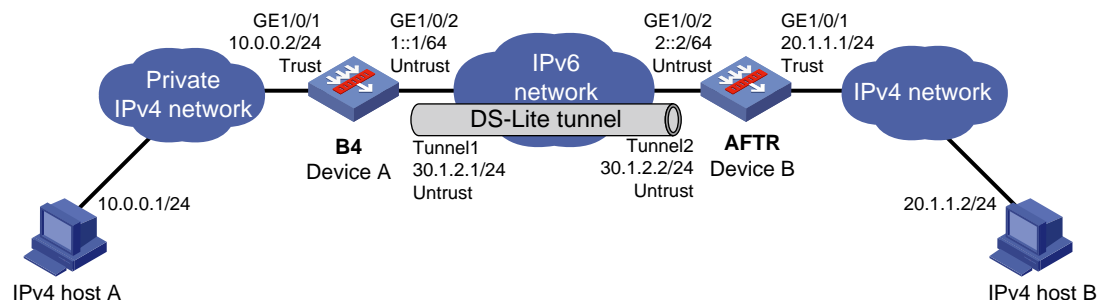 GE1/0/1
10.0.0.2/24
Trust
GE1/0/2
1::1/64
Untrust
GE1/0/2
2::2/64
Untrust
GE1/0/1
20.1.1.1/24
Trust
Private
IPv4 network
IPv6
network
IPv4 network
DS-Lite tunnel
B4
Device A
Tunnel1
30.1.2.1/24
Untrust
Tunnel2
30.1.2.2/24
Untrust
AFTR
Device B
10.0.0.1/24
20.1.1.2/24
IPv4 host A
IPv4 host B